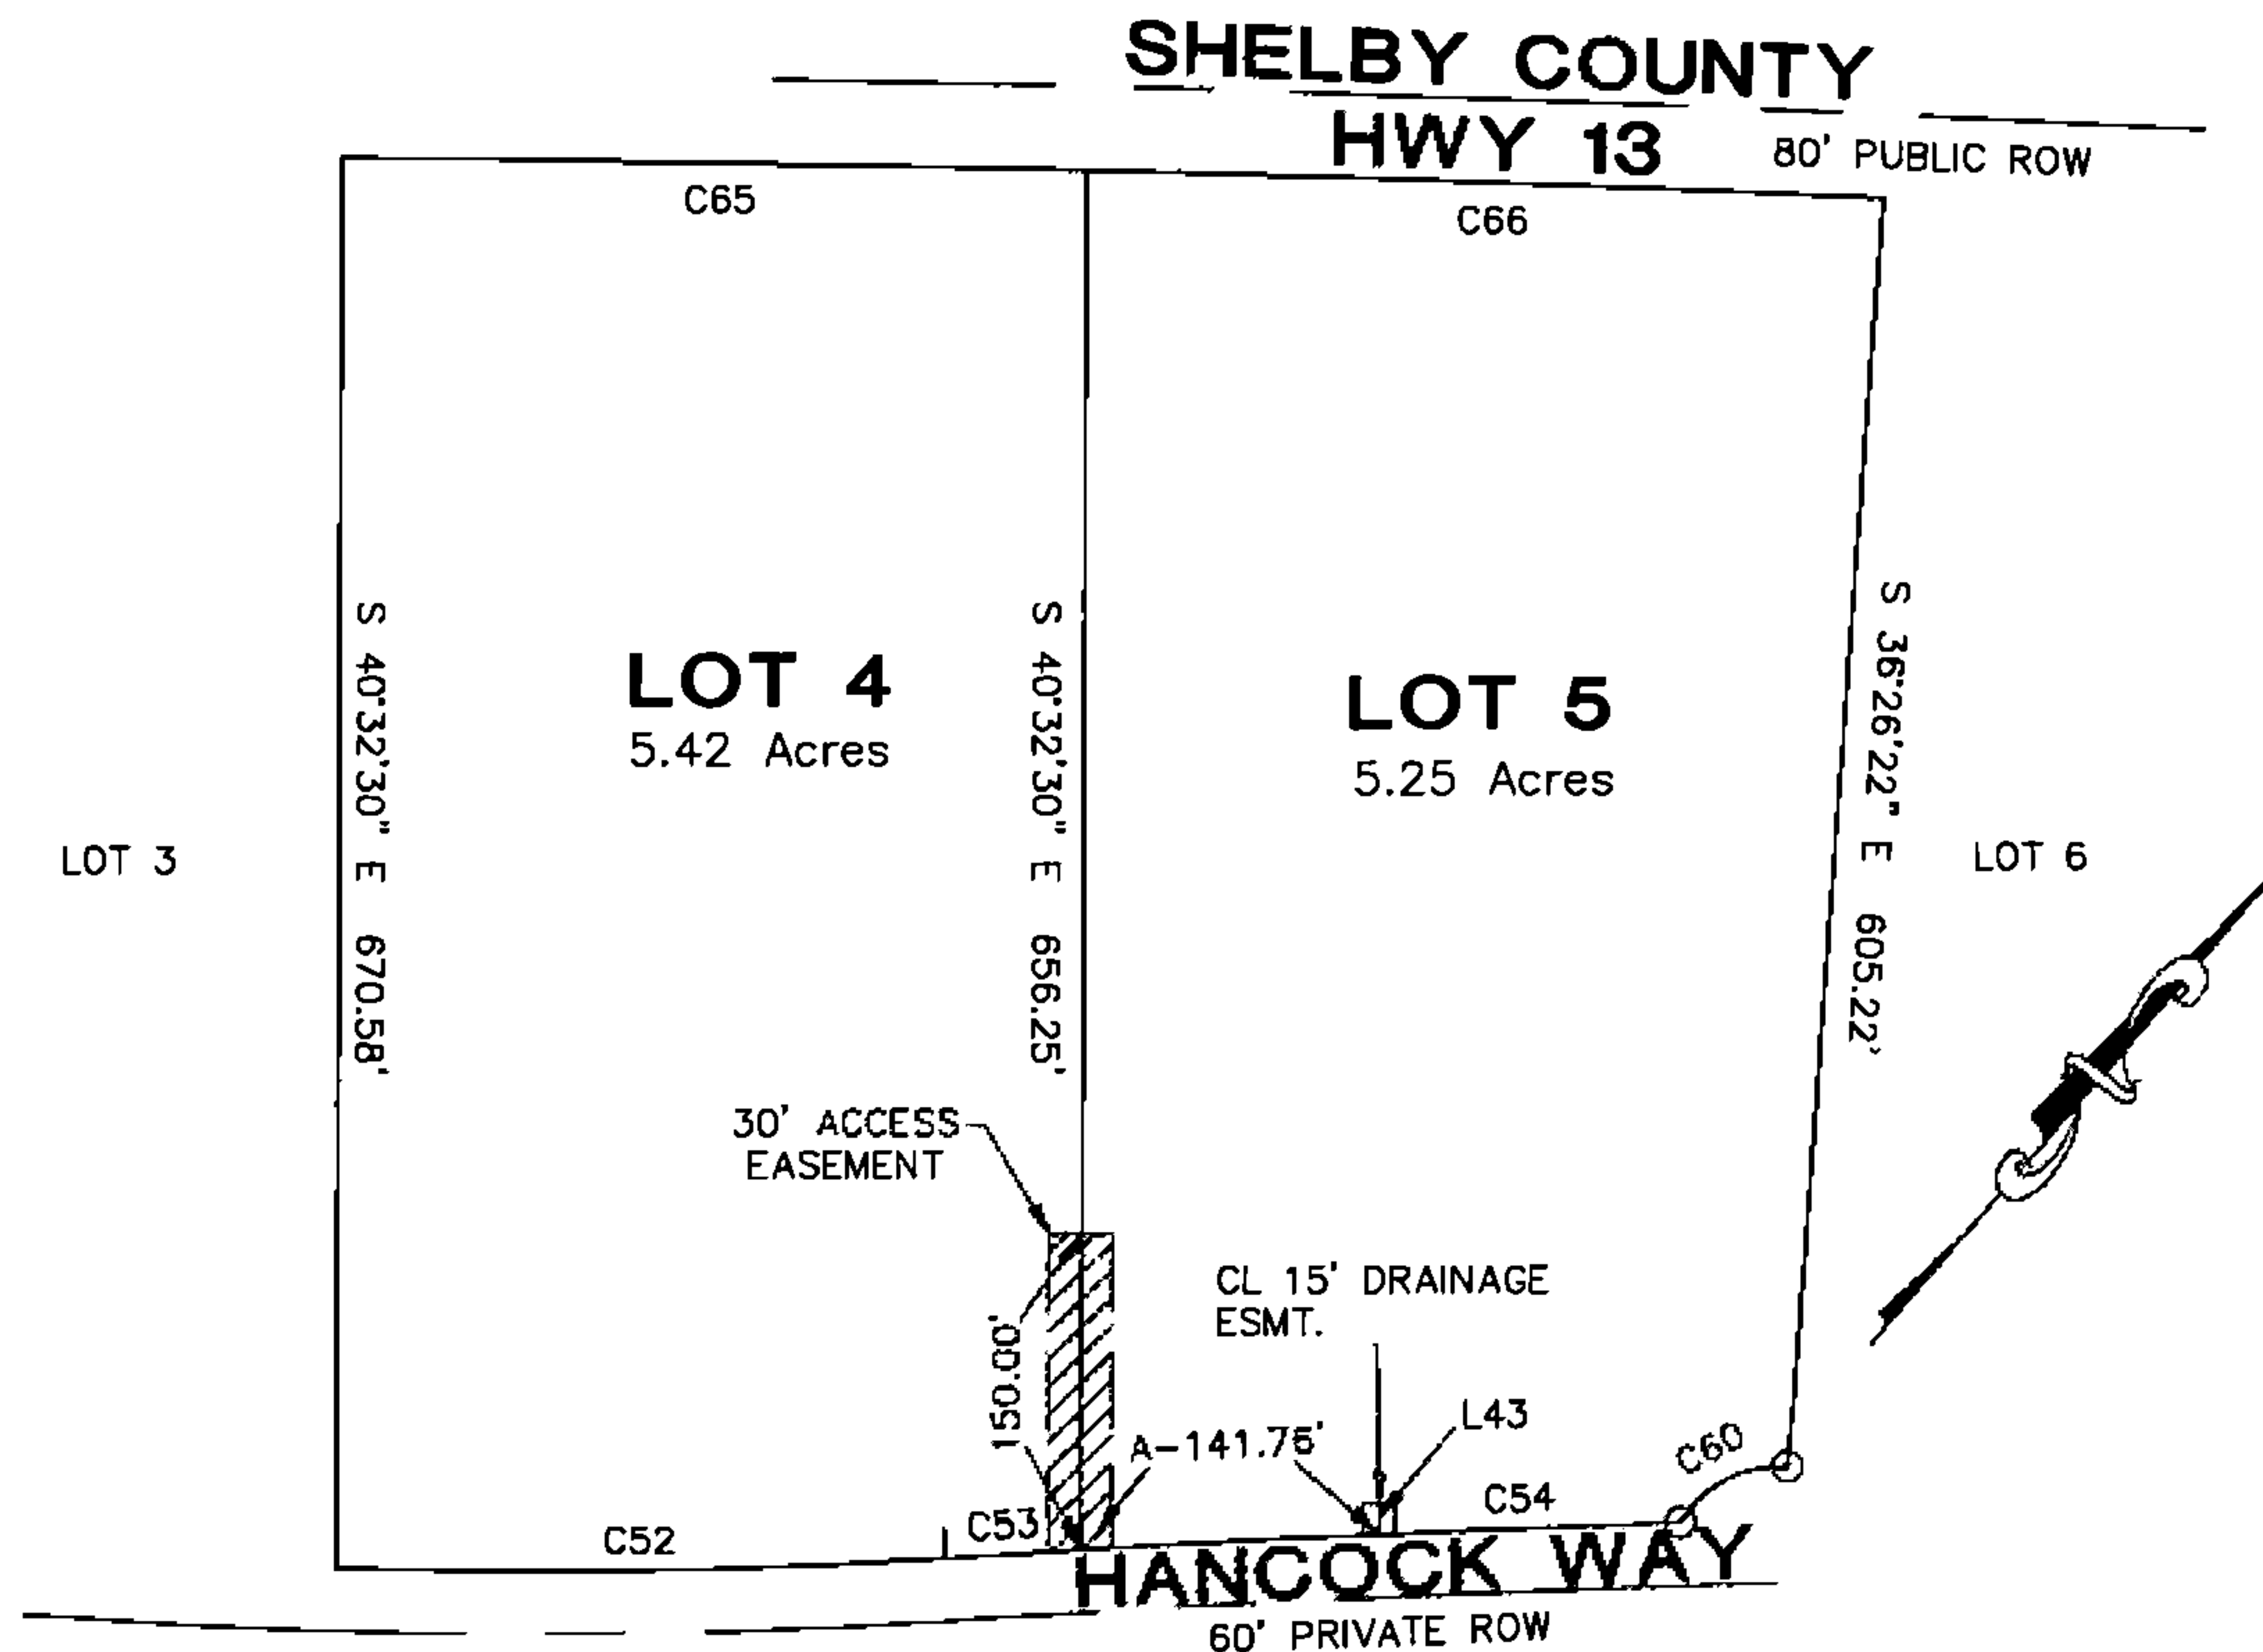 SHELBY COUNTY
HWY 13
80' PUBLIC ROW
C65
C66
S 40°32'30" E 670.58'
S 40°32'30" E 656.25'
S 36°26'22" E 605.22'
LOT 4
5.42 Acres
LOT 5
5.25 Acres
LOT 3
LOT 6
30' ACCESS
EASEMENT
150.00'
CL 15' DRAINAGE
ESMT.
A-141.75'
L43
C60
C52
C53
C54
HANCOCK WAY
60' PRIVATE ROW